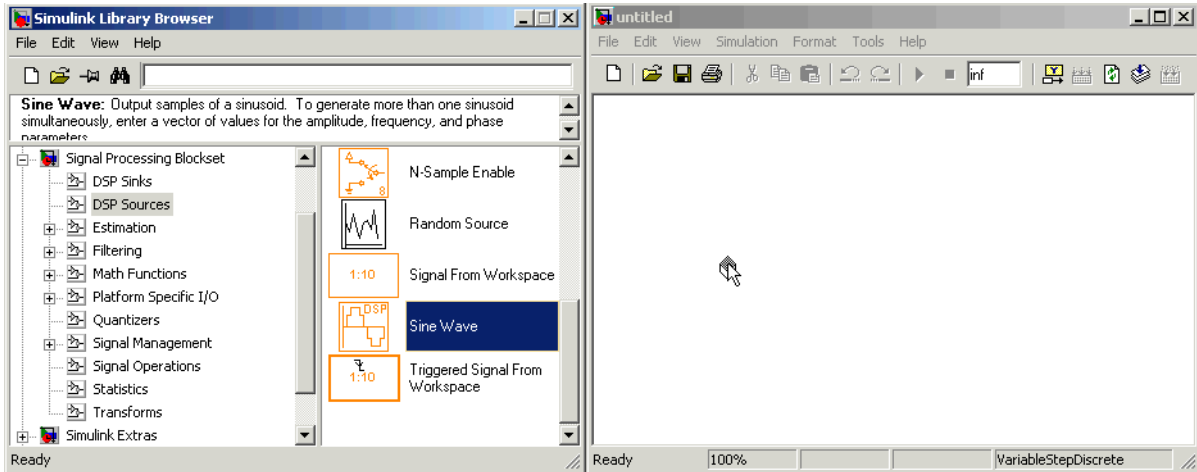 Simulink Library Browser
File Edit View Help
Sine Wave: Output samples of a sinusoid. To generate more than one sinusoid
simultaneously, enter a vector of values for the amplitude, frequency, and phase
parameters
Signal Processing Blockset
DSP Sinks
DSP Sources
Estimation
Filtering
Math Functions
Platform Specific I/O
Quantizers
Signal Management
Signal Operations
Statistics
Transforms
Simulink Extras
N-Sample Enable
8
Random Source
1:10
Signal From Workspace
DSP
Sine Wave
1:10
Triggered Signal From
Workspace
Ready
untitled
File Edit View Simulation Format Tools Help
inf
Ready
100%
VariableStepDiscrete